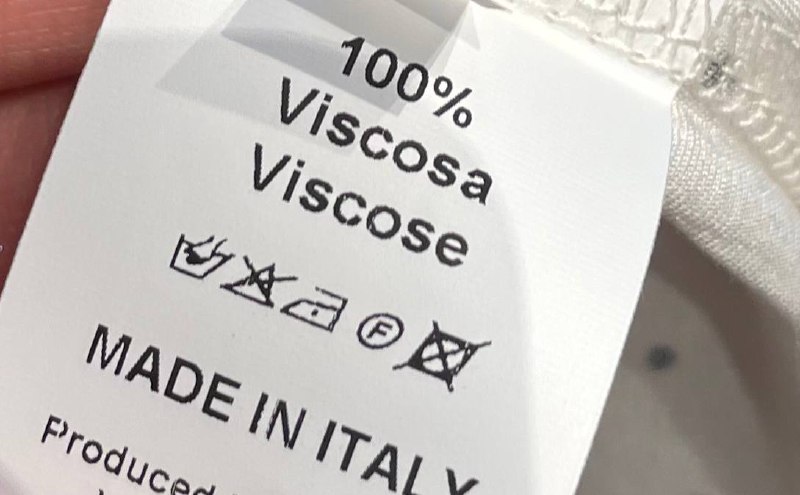 100%
Viscosa
Viscose
F
MADE IN ITALY
Produced